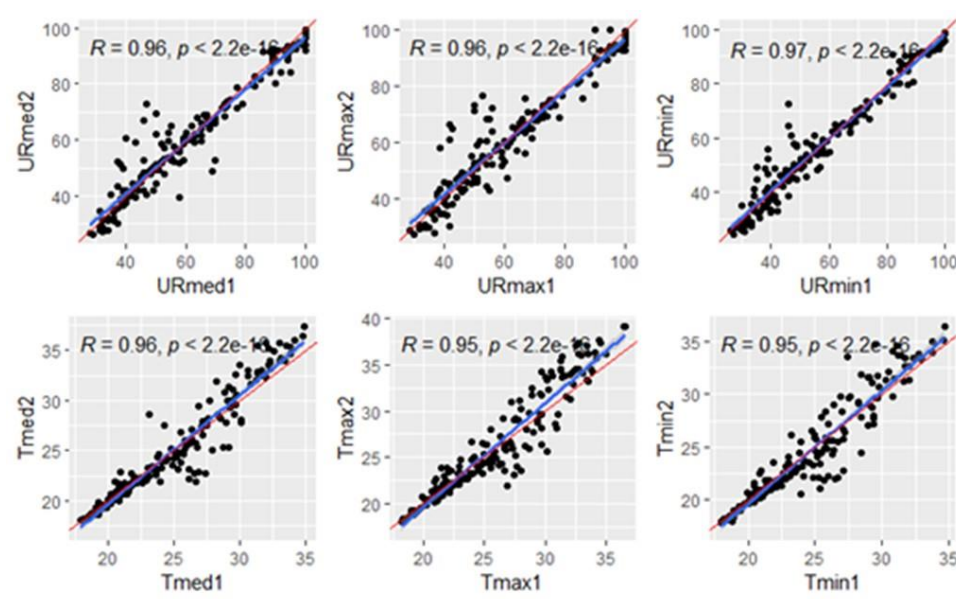 R = 0.96, p < 2.2e-16
100
80
60
40
URmed2
40 60 80 100
URmed1
R = 0.96, p < 2.2e-16
100
80
60
40
URmax2
40 60 80 100
URmax1
R = 0.97, p < 2.2e-16
100
80
60
40
URmin2
40 60 80 100
URmin1
R = 0.96, p < 2.2e-16
35
30
25
20
Tmed2
20 25 30 35
Tmed1
R = 0.95, p < 2.2e-16
40
35
30
25
20
Tmax2
20 25 30 35
Tmax1
R = 0.95, p < 2.2e-16
35
30
25
20
Tmin2
20 25 30 35
Tmin1